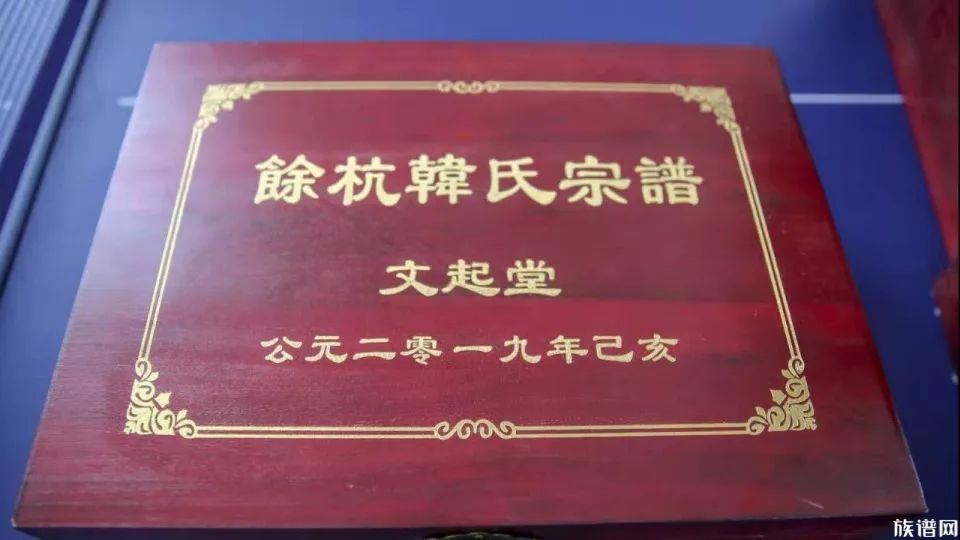 餘杭韓氏宗譜
文起堂
公元二零一九年己亥
族谱网